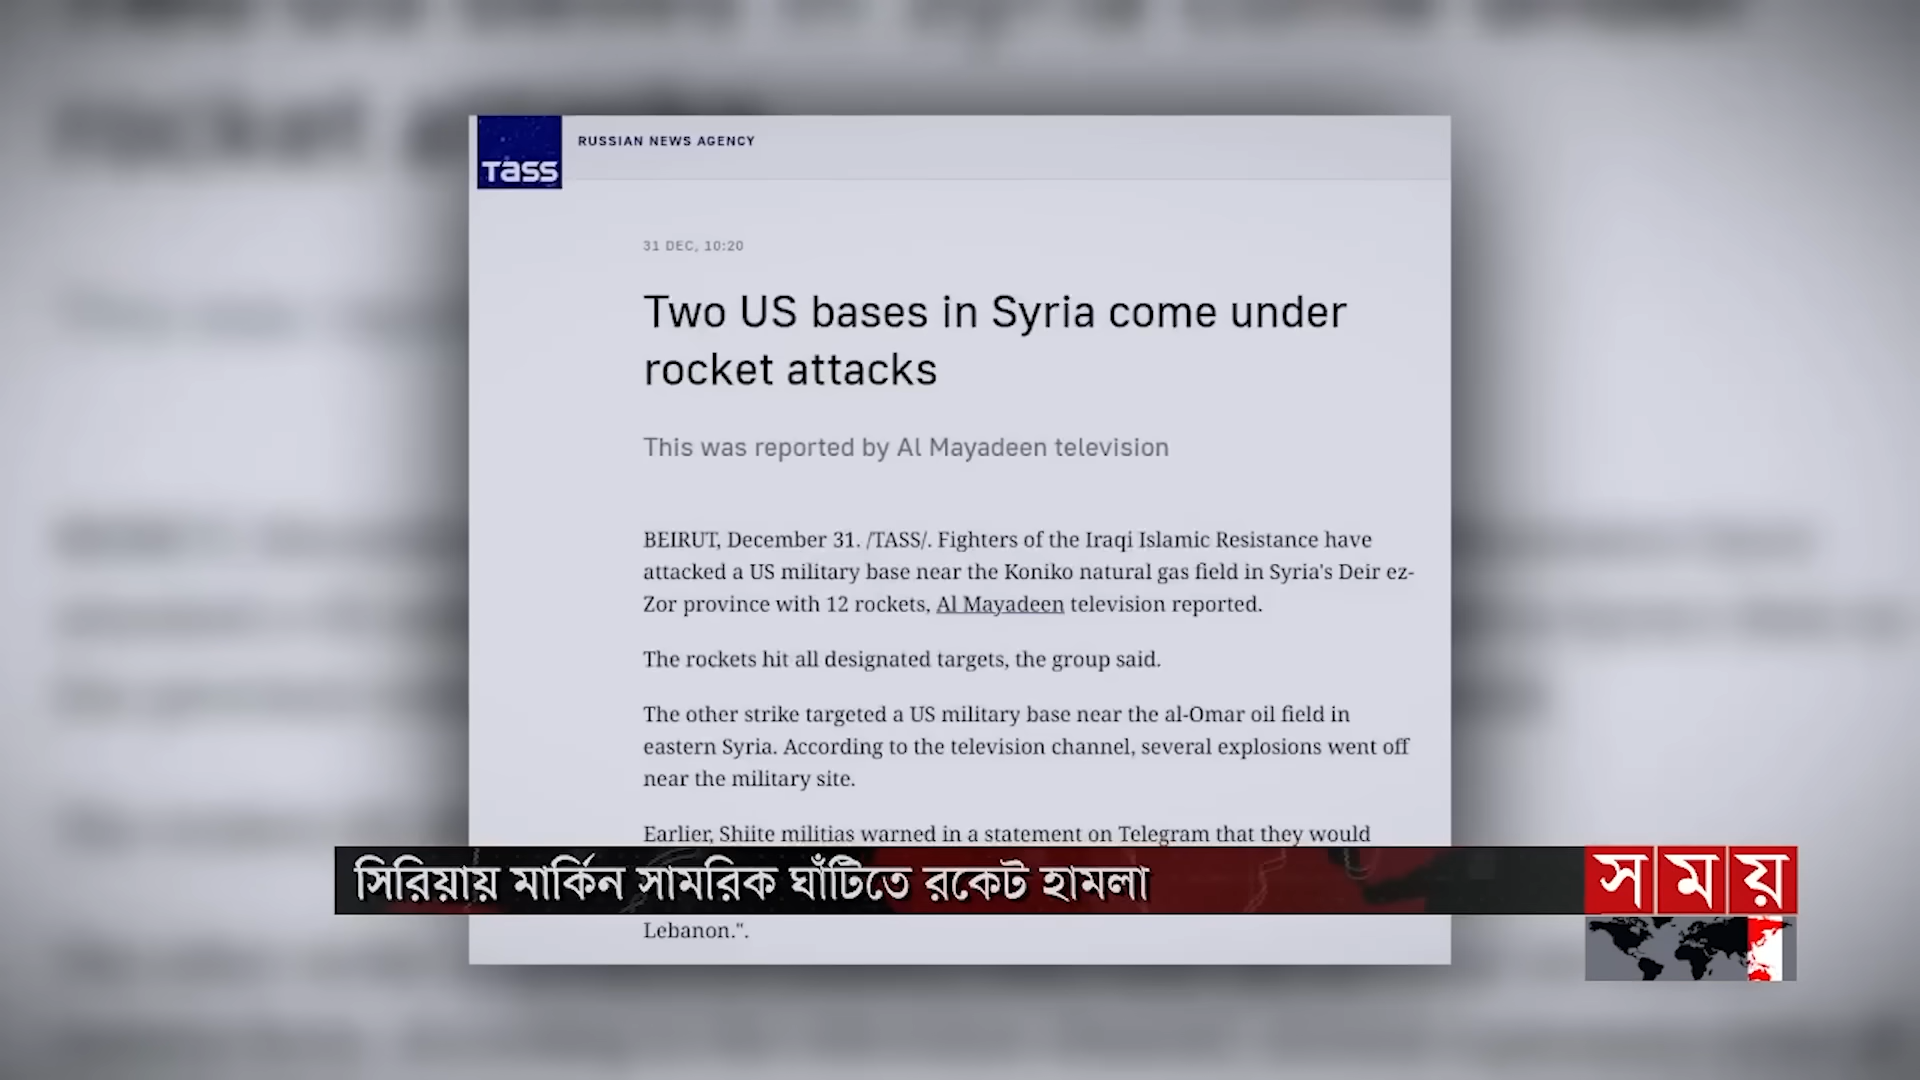 TASS
RUSSIAN NEWS AGENCY
31 DEC, 10:20
Two US bases in Syria come under
rocket attacks
This was reported by Al Mayadeen television
BEIRUT, December 31. /TASS/. Fighters of the Iraqi Islamic Resistance have
attacked a US military base near the Koniko natural gas field in Syria's Deir ez-
Zor province with 12 rockets, Al Mayadeen television reported.
The rockets hit all designated targets, the group said.
The other strike targeted a US military base near the al-Omar oil field in
eastern Syria. According to the television channel, several explosions went off
near the military site.
Earlier, Shiite militias warned in a statement on Telegram that they would
সিরিয়ায় মার্কিন সামরিক ঘাঁটিতে রকেট হামলা
সময়
Lebanon.".